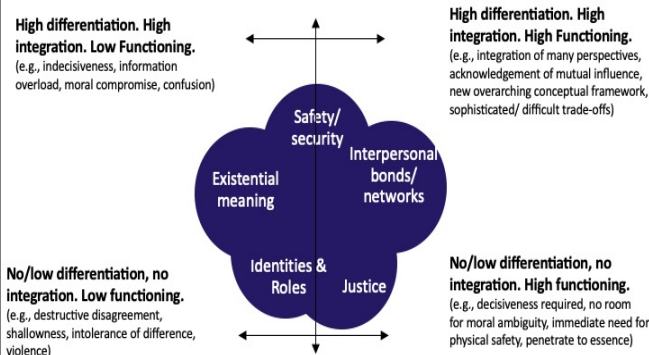 High differentiation. High
integration. Low Functioning.
(e.g., indecisiveness, information
overload, moral compromise, confusion)
High differentiation. High
integration. High Functioning.
(e.g., integration of many perspectives,
acknowledgement of mutual influence,
new overarching conceptual framework,
sophisticated/ difficult trade-offs)
Safety/
security
Interpersonal
bonds/
networks
Existential
meaning
Identities &
Roles
Justice
No/low differentiation, no
integration. Low functioning.
(e.g., destructive disagreement,
shallowness, intolerance of difference,
violence)
No/low differentiation, no
integration. High functioning.
(e.g., decisiveness required, no room
for moral ambiguity, immediate need for
physical safety, penetrate to essence)